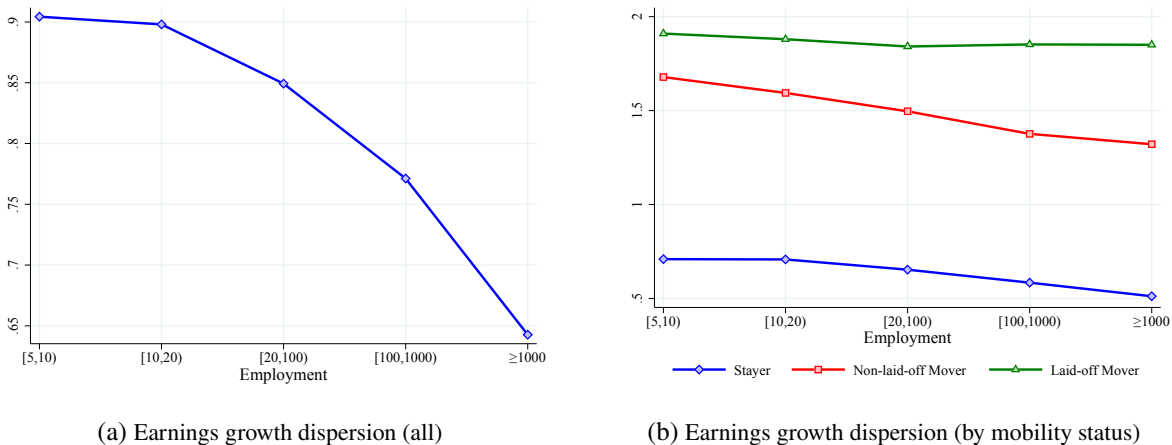 .9
.85
.8
.75
.7
.65
[5,10) [10,20) [20,100) [100,1000) ≥1000
Employment
(a) Earnings growth dispersion (all)
2
1.5
1
.5
[5,10) [10,20) [20,100) [100,1000) ≥1000
Employment
Stayer Non-laid-off Mover Laid-off Mover
(b) Earnings growth dispersion (by mobility status)